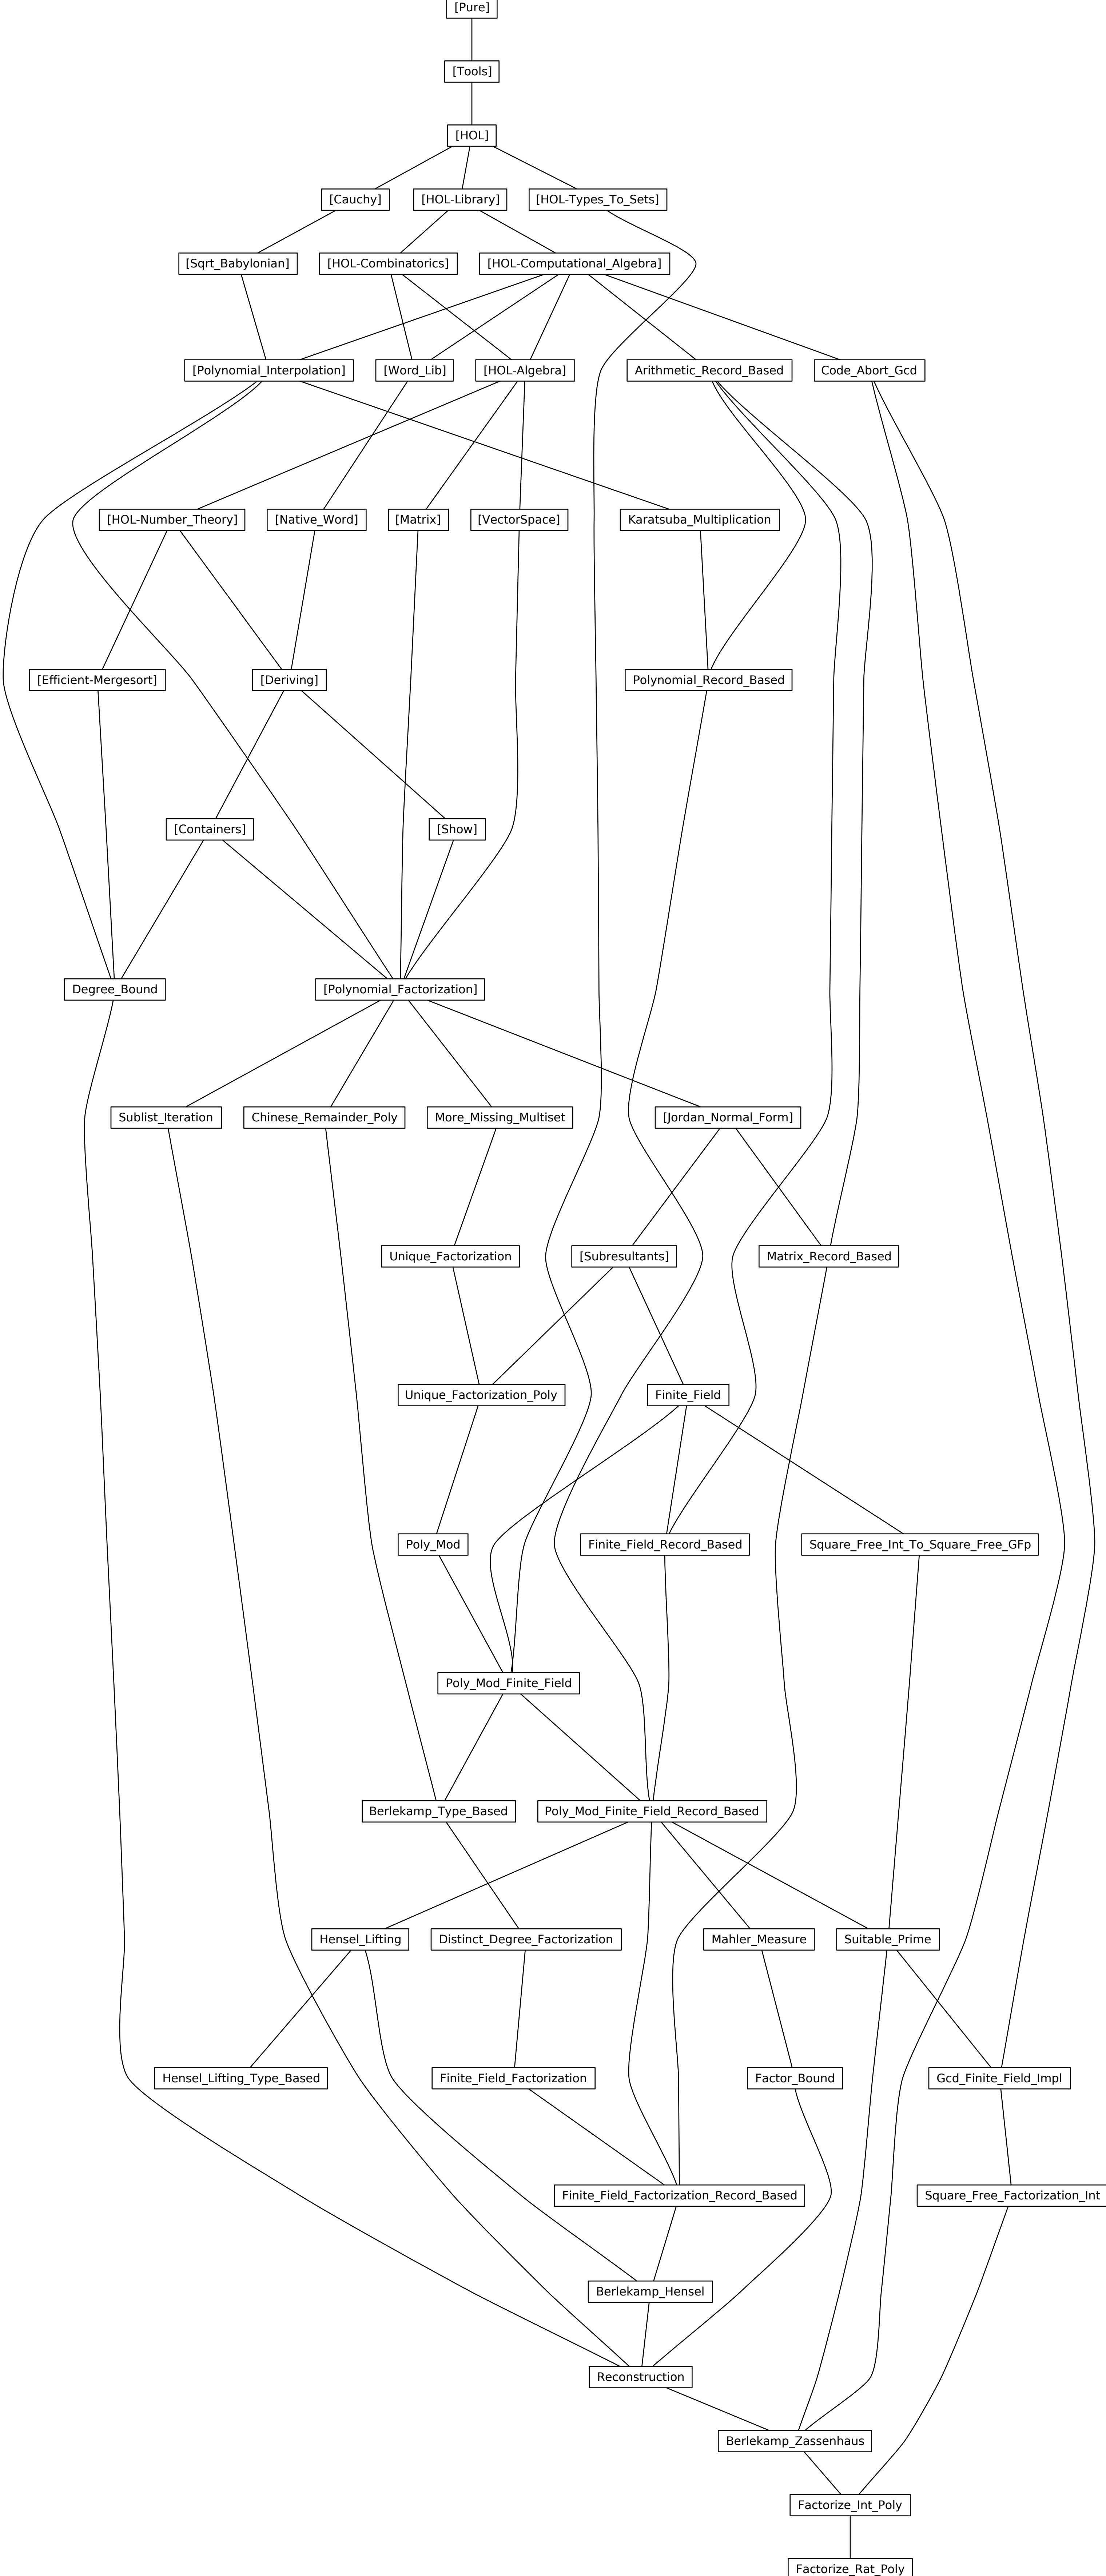 [Pure]
[Tools]
[HOL]
[Cauchy]
[HOL-Library]
[HOL-Types_To_Sets]
[Sqrt_Babylonian]
[HOL-Combinatorics]
[HOL-Computational_Algebra]
[Polynomial_Interpolation]
[Word_Lib]
[HOL-Algebra]
Arithmetic_Record_Based
Code_Abort_Gcd
[HOL-Number_Theory]
[Native_Word]
[Matrix]
[VectorSpace]
Karatsuba_Multiplication
[Efficient-Mergesort]
[Deriving]
Polynomial_Record_Based
[Containers]
[Show]
Degree_Bound
[Polynomial_Factorization]
Sublist_Iteration
Chinese_Remainder_Poly
More_Missing_Multiset
[Jordan_Normal_Form]
Unique_Factorization
[Subresultants]
Matrix_Record_Based
Unique_Factorization_Poly
Finite_Field
Poly_Mod
Finite_Field_Record_Based
Square_Free_Int_To_Square_Free_GFp
Poly_Mod_Finite_Field
Berlekamp_Type_Based
Poly_Mod_Finite_Field_Record_Based
Hensel_Lifting
Distinct_Degree_Factorization
Mahler_Measure
Suitable_Prime
Hensel_Lifting_Type_Based
Finite_Field_Factorization
Factor_Bound
Gcd_Finite_Field_Impl
Finite_Field_Factorization_Record_Based
Square_Free_Factorization_Int
Berlekamp_Hensel
Reconstruction
Berlekamp_Zassenhaus
Factorize_Int_Poly
Factorize_Rat_Poly